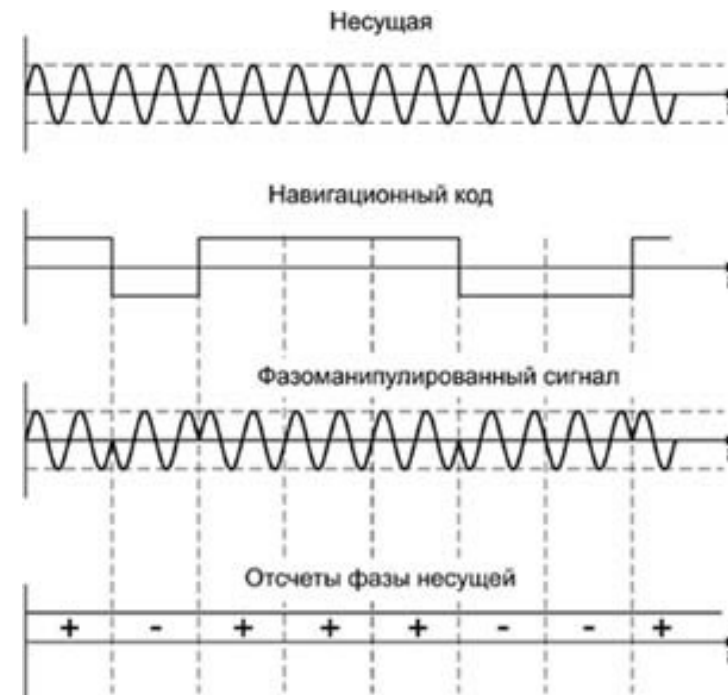 Несущая
Навигационный код
Фазоманипулированный сигнал
Отсчеты фазы несущей
+ - + + + - - +